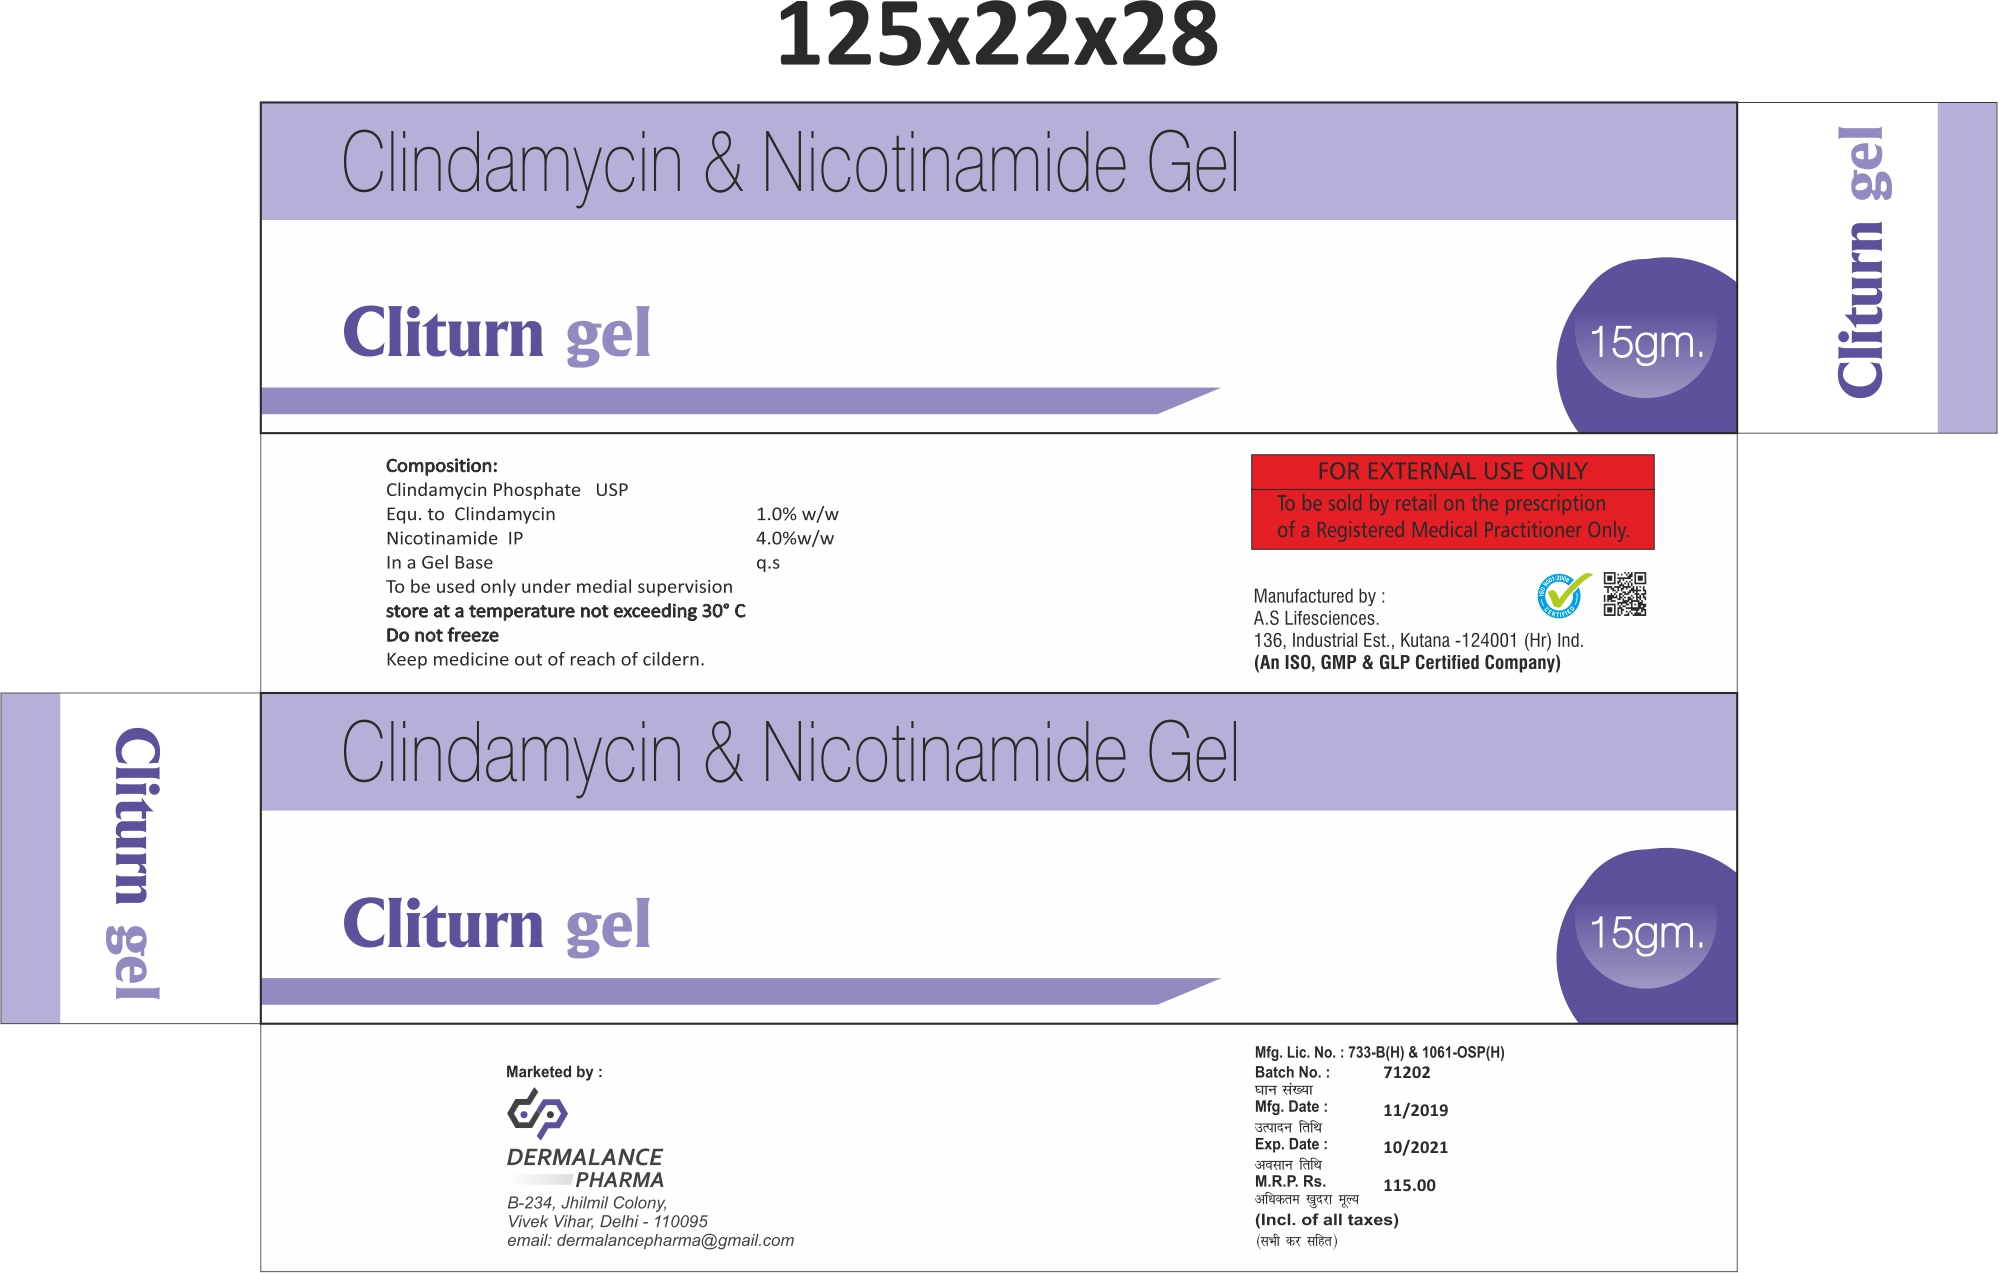 125x22x28
Clindamycin & Nicotinamide Gel
Cliturn gel
15gm.
Cliturn gel
Composition:
Clindamycin Phosphate USP
Equ. to Clindamycin 1.0% w/w
Nicotinamide IP 4.0%w/w
In a Gel Base q.s
To be used only under medial supervision
store at a temperature not exceeding 30° C
Do not freeze
Keep medicine out of reach of cildern.
FOR EXTERNAL USE ONLY
To be sold by retail on the prescription
of a Registered Medical Practitioner Only.
ISO 9001:2008
CERTIFIED
Manufactured by :
A.S Lifesciences.
136, Industrial Est., Kutana -124001 (Hr) Ind.
(An ISO, GMP & GLP Certified Company)
Cliturn gel
Clindamycin & Nicotinamide Gel
Cliturn gel
15gm.
Marketed by :
DERMALANCE
PHARMA
B-234, Jhilmil Colony,
Vivek Vihar, Delhi - 110095
email: dermalancepharma@gmail.com
Mfg. Lic. No. : 733-B(H) & 1061-OSP(H)
Batch No. : 71202
घान संख्या
Mfg. Date : 11/2019
उत्पादन तिथि
Exp. Date : 10/2021
अवसान तिथि
M.R.P. Rs. 115.00
अधिकतम खुदरा मूल्य
(Incl. of all taxes)
(सभी कर सहित)